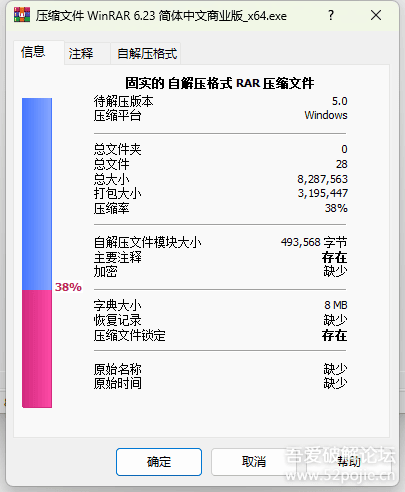 压缩文件 WinRAR 6.23 简体中文商业版_x64.exe
信息 注释 自解压格式
固实的 自解压格式 RAR 压缩文件
待解压版本 5.0
压缩平台 Windows
总文件夹 0
总文件 28
总大小 8,287,563
打包大小 3,195,447
压缩率 38%
自解压文件模块大小 493,568 字节
主要注释 存在
加密 缺少
38%
字典大小 8 MB
恢复记录 缺少
压缩文件锁定 存在
原始名称 缺少
原始时间 缺少
确定 取消 帮助
吾爱破解论坛
www.52pojie.cn